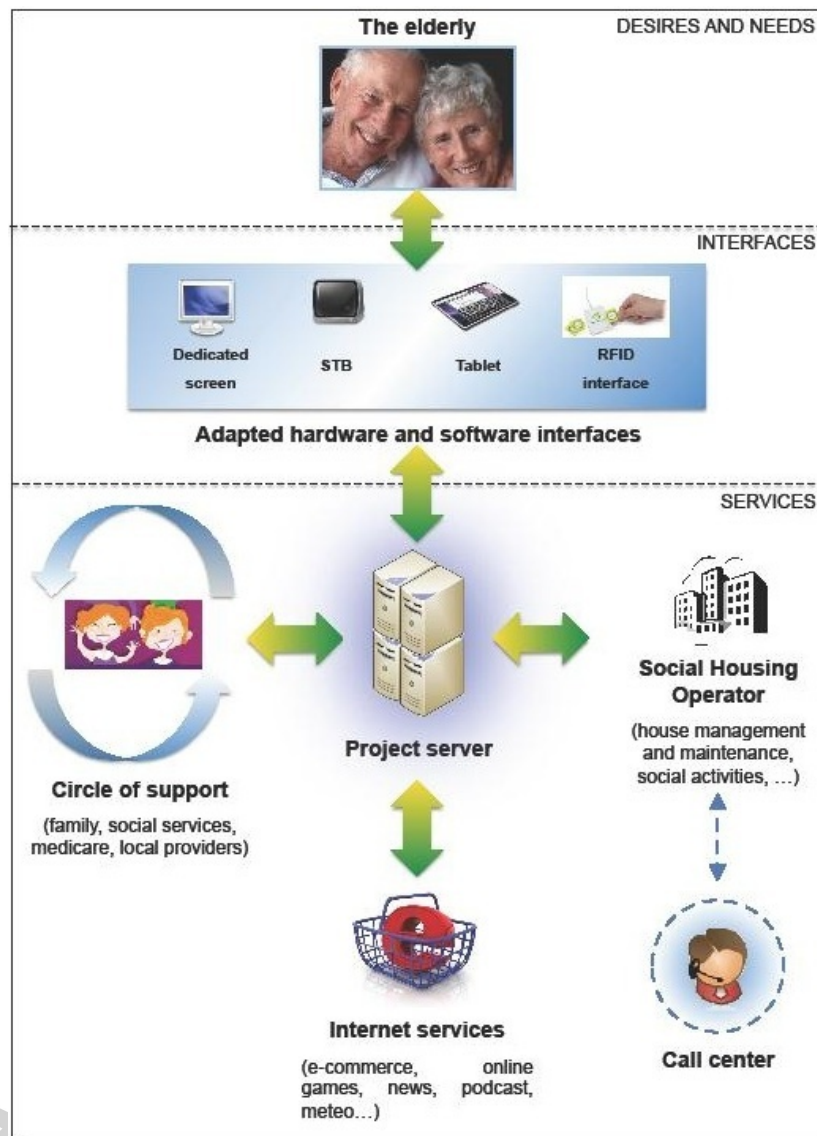 The elderly
DESIRES AND NEEDS
INTERFACES
Dedicated
screen
STB
Tablet
RFID
interface
Adapted hardware and software interfaces
SERVICES
Project server
Social Housing
Operator
(house management
and maintenance,
social activities, ...)
Circle of support
(family, social services,
medicare, local providers)
Internet services
(e-commerce, online
games, news, podcast,
meteo...)
Call center